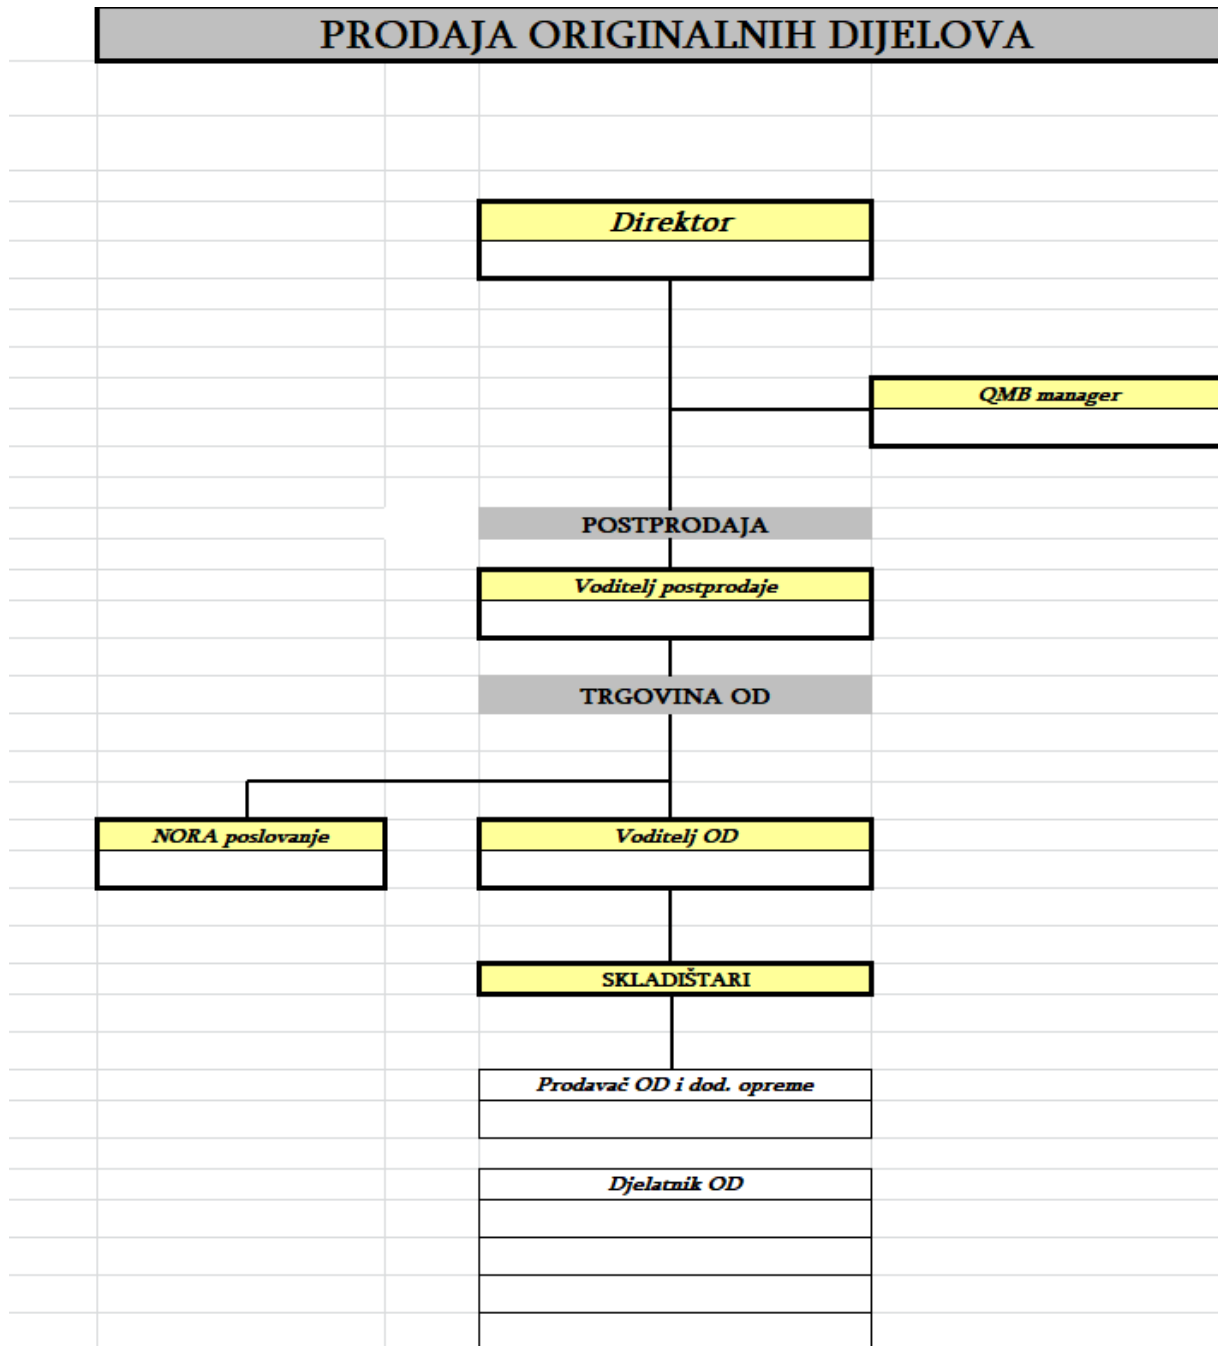 PRODAJA ORIGINALNIH DIJELOVA
Direktor
QMB manager
POSTPRODAJA
Voditelj postprodaje
TRGOVINA OD
NORA poslovanje
Voditelj OD
SKLADIŠTARI
Prodavač OD i dod. opreme
Djelatnik OD